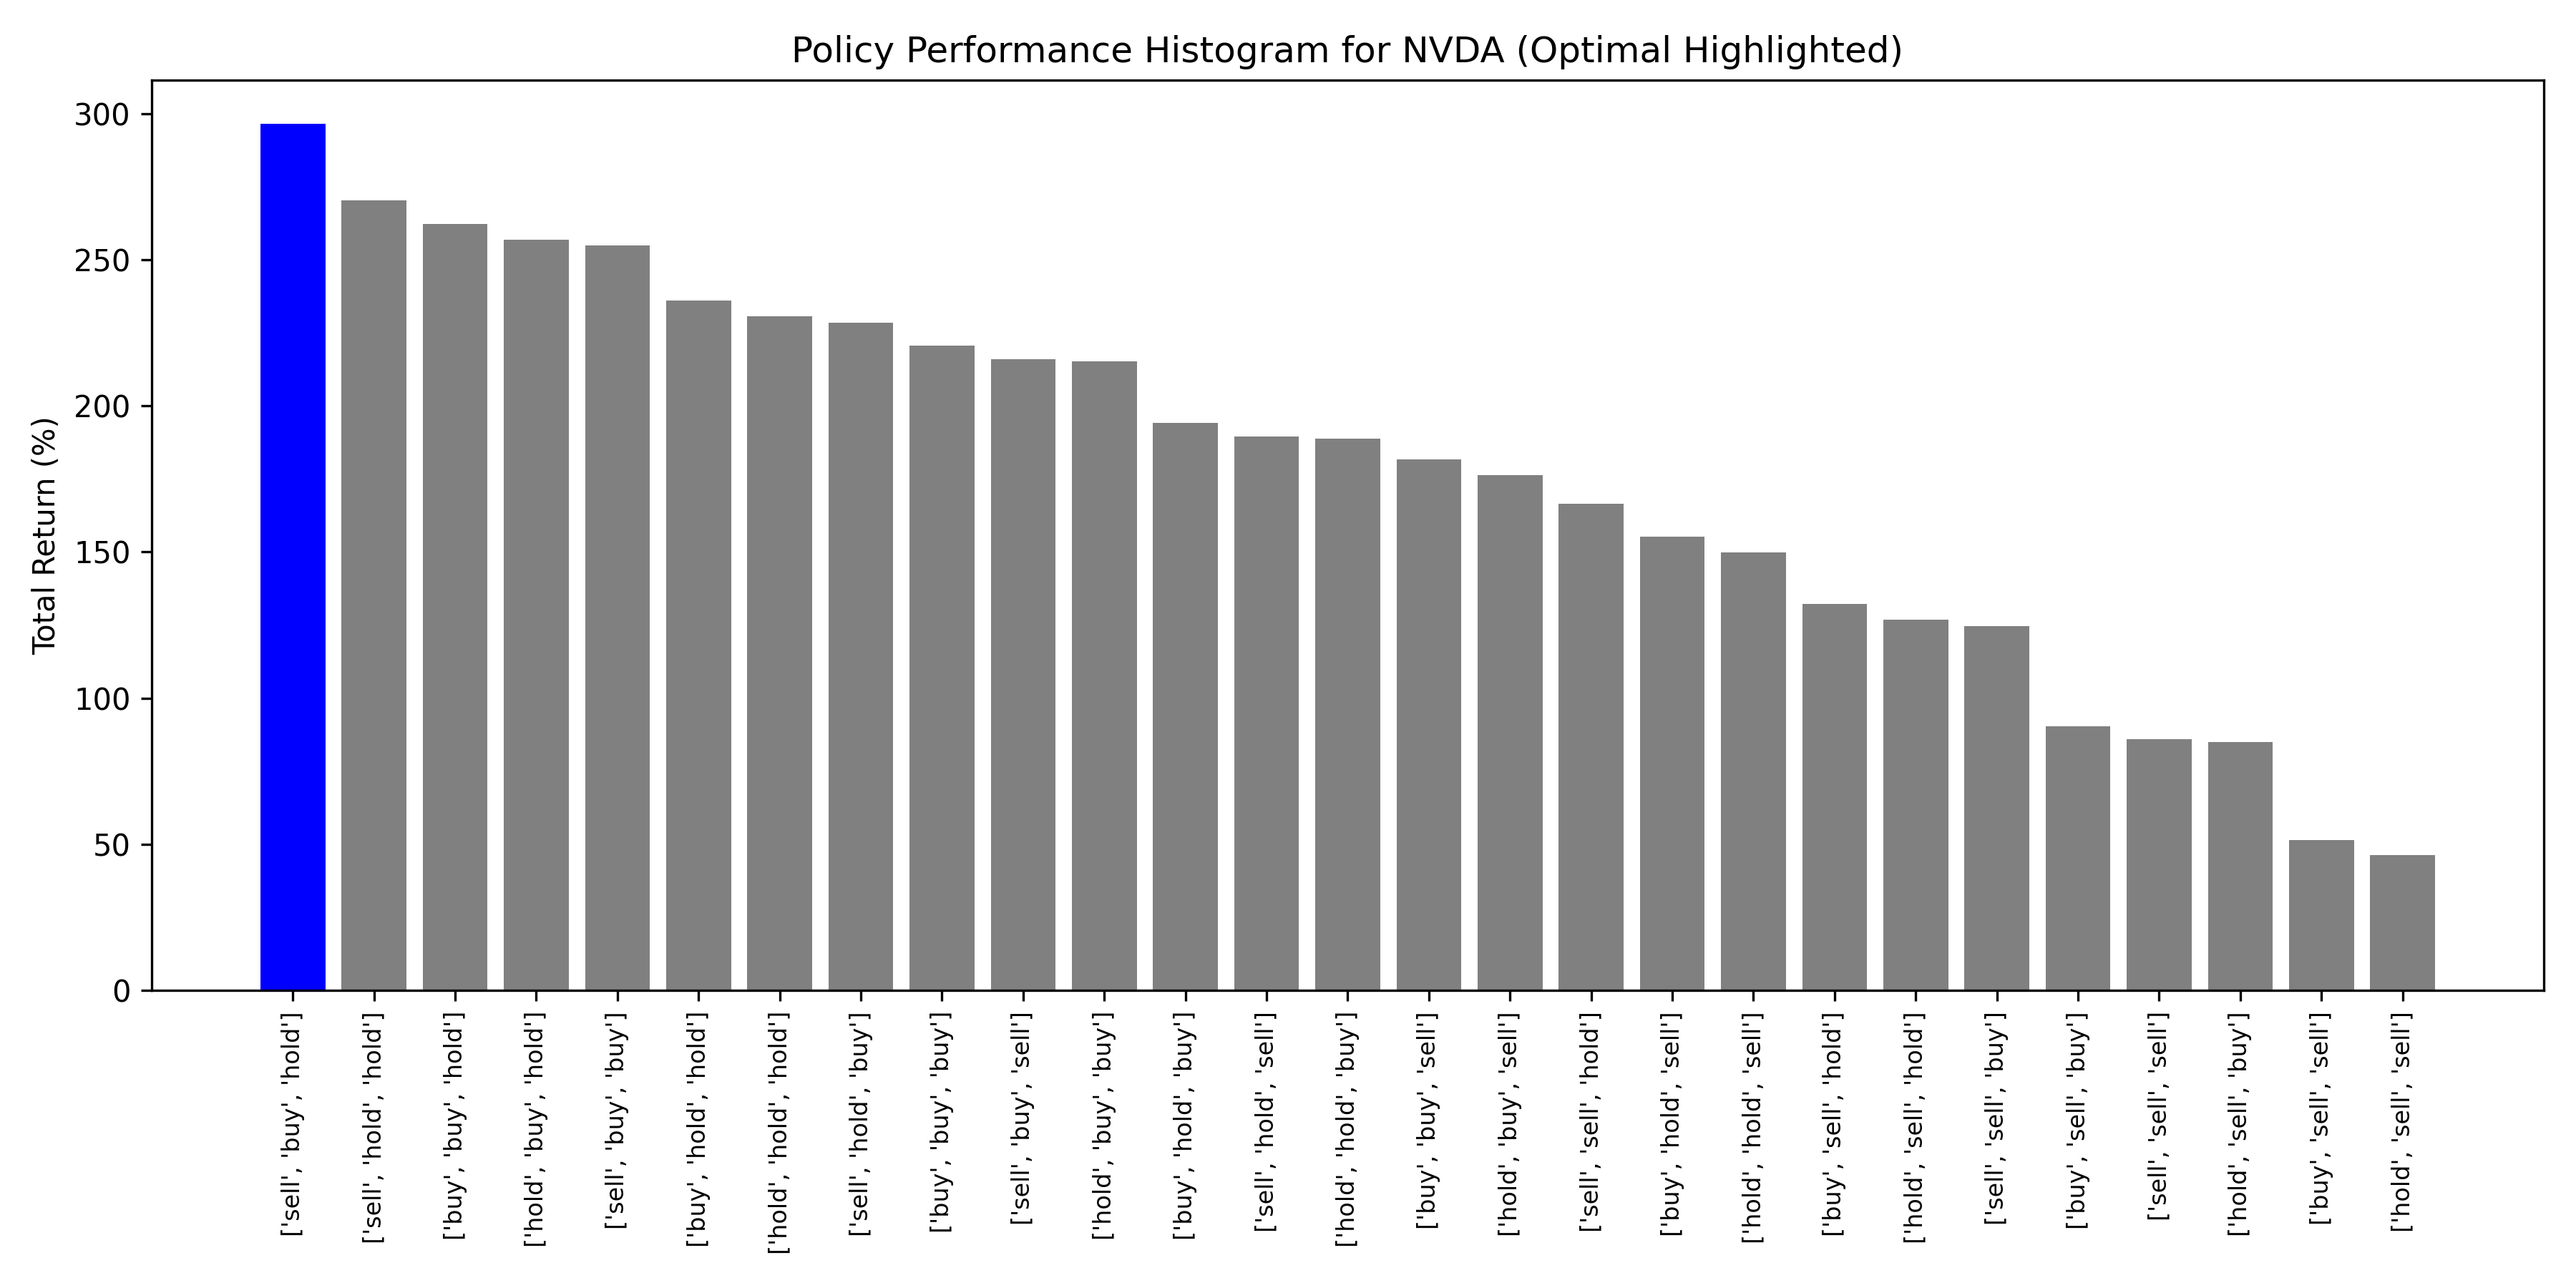 Policy Performance Histogram for NVDA (Optimal Highlighted)
Total Return (%)
300
250
200
150
100
50
0
['sell', 'buy', 'hold']
['sell', 'hold', 'hold']
['buy', 'buy', 'hold']
['hold', 'buy', 'hold']
['sell', 'buy', 'buy']
['buy', 'hold', 'hold']
['hold', 'hold', 'hold']
['sell', 'hold', 'buy']
['buy', 'buy', 'buy']
['sell', 'buy', 'sell']
['hold', 'buy', 'buy']
['buy', 'hold', 'buy']
['sell', 'hold', 'sell']
['hold', 'hold', 'buy']
['buy', 'buy', 'sell']
['hold', 'buy', 'sell']
['sell', 'sell', 'hold']
['buy', 'hold', 'sell']
['hold', 'hold', 'sell']
['buy', 'sell', 'hold']
['hold', 'sell', 'hold']
['sell', 'sell', 'buy']
['buy', 'sell', 'buy']
['sell', 'sell', 'sell']
['hold', 'sell', 'buy']
['buy', 'sell', 'sell']
['hold', 'sell', 'sell']